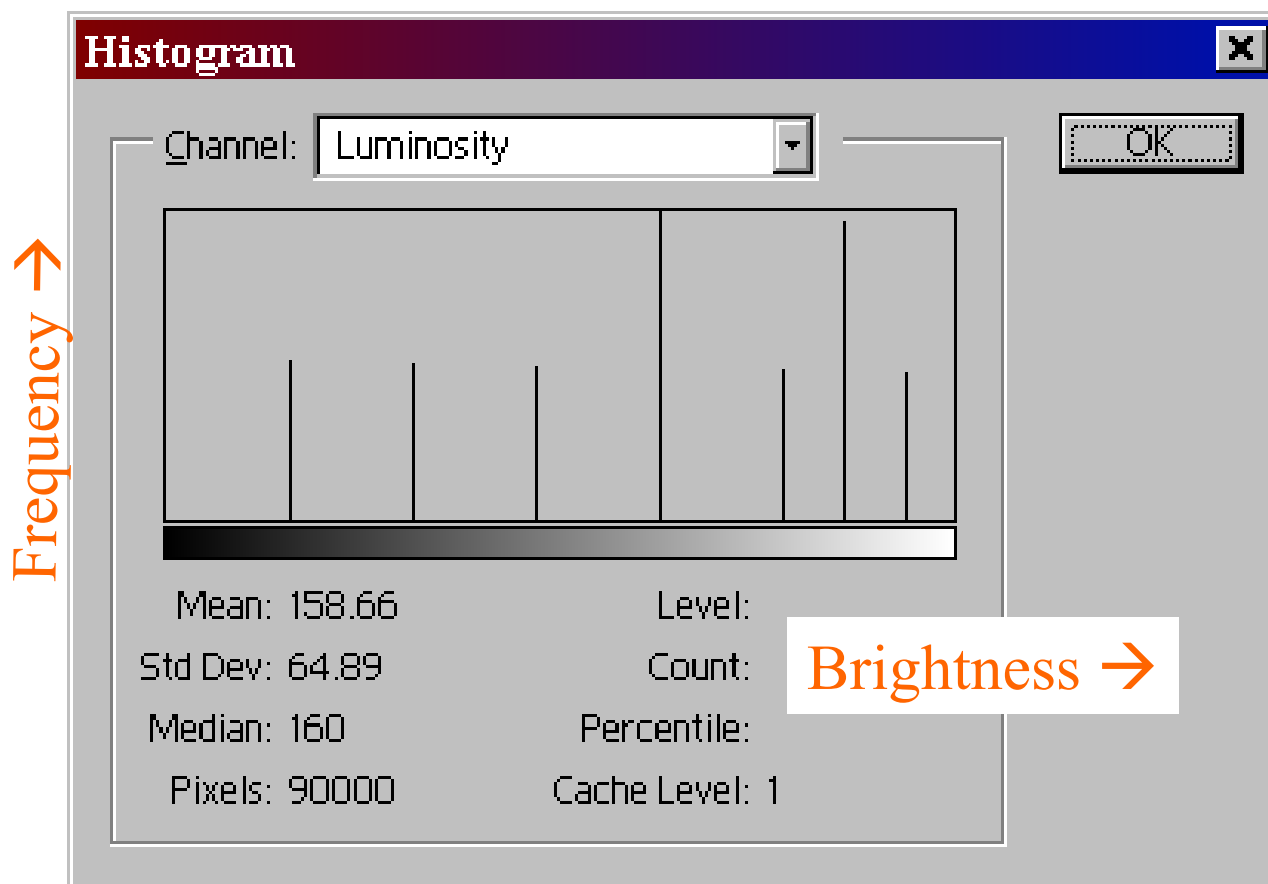 Histogram
Channel: Luminosity
OK
Frequency →
Mean: 158.66
Level:
Std Dev: 64.89
Count:
Brightness →
Median: 160
Percentile:
Pixels: 90000
Cache Level: 1